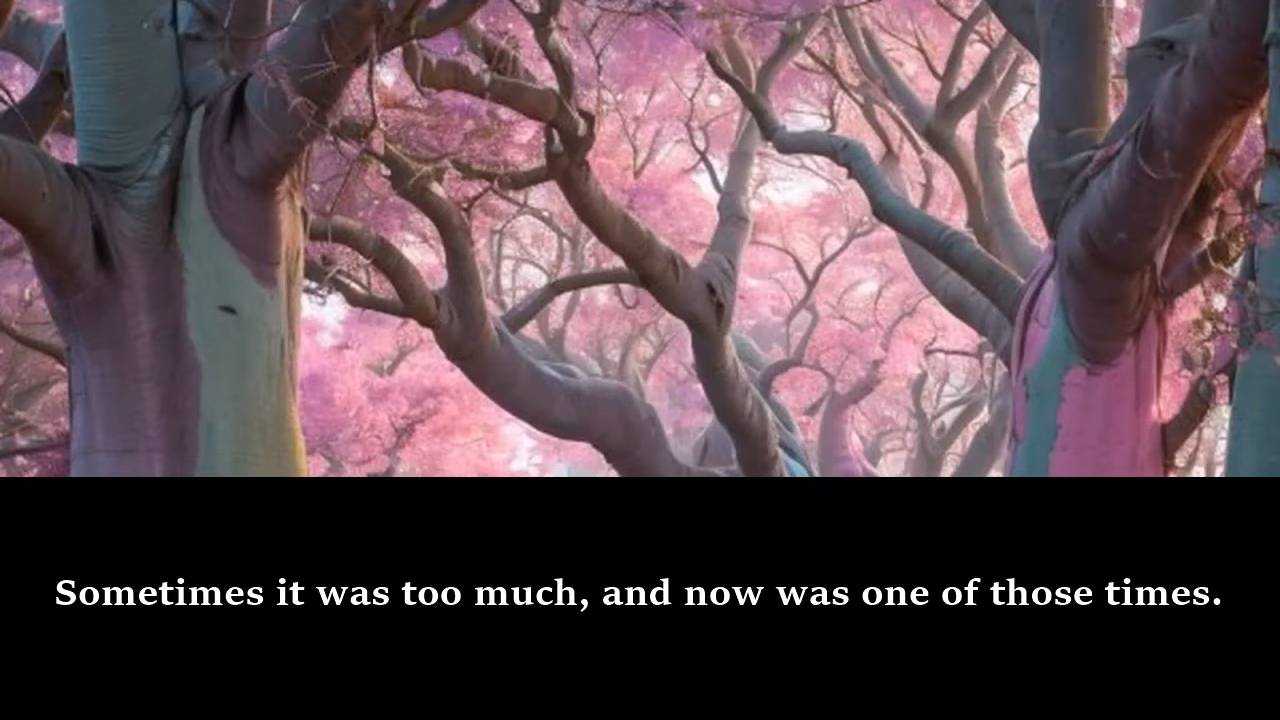 Sometimes it was too much, and now was one of those times.